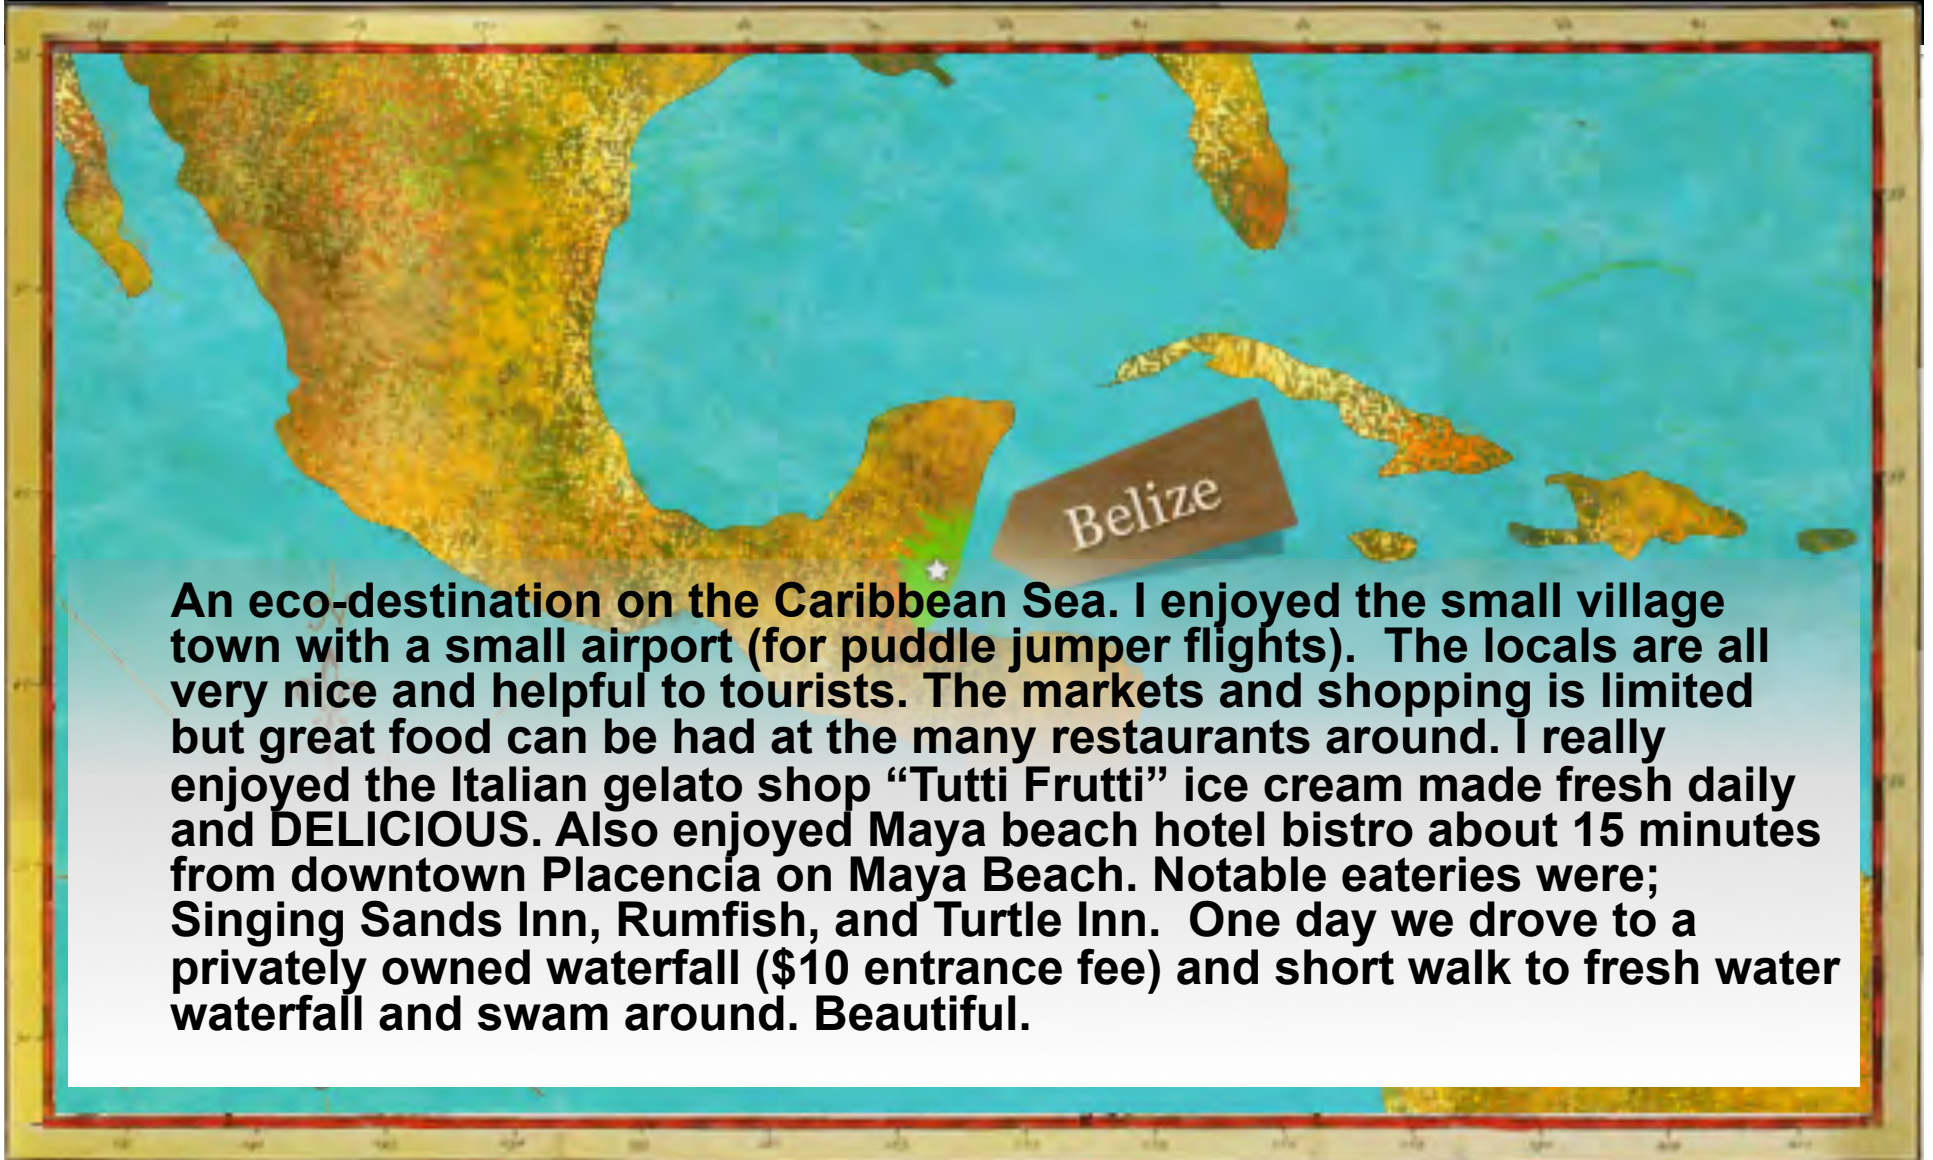 Belize
An eco-destination on the Caribbean Sea. I enjoyed the small village
town with a small airport (for puddle jumper flights).  The locals are all
very nice and helpful to tourists. The markets and shopping is limited
but great food can be had at the many restaurants around. I really
enjoyed the Italian gelato shop “Tutti Frutti” ice cream made fresh daily
and DELICIOUS. Also enjoyed Maya beach hotel bistro about 15 minutes
from downtown Placencia on Maya Beach. Notable eateries were;
Singing Sands Inn, Rumfish, and Turtle Inn.  One day we drove to a
privately owned waterfall ($10 entrance fee) and short walk to fresh water
waterfall and swam around. Beautiful.